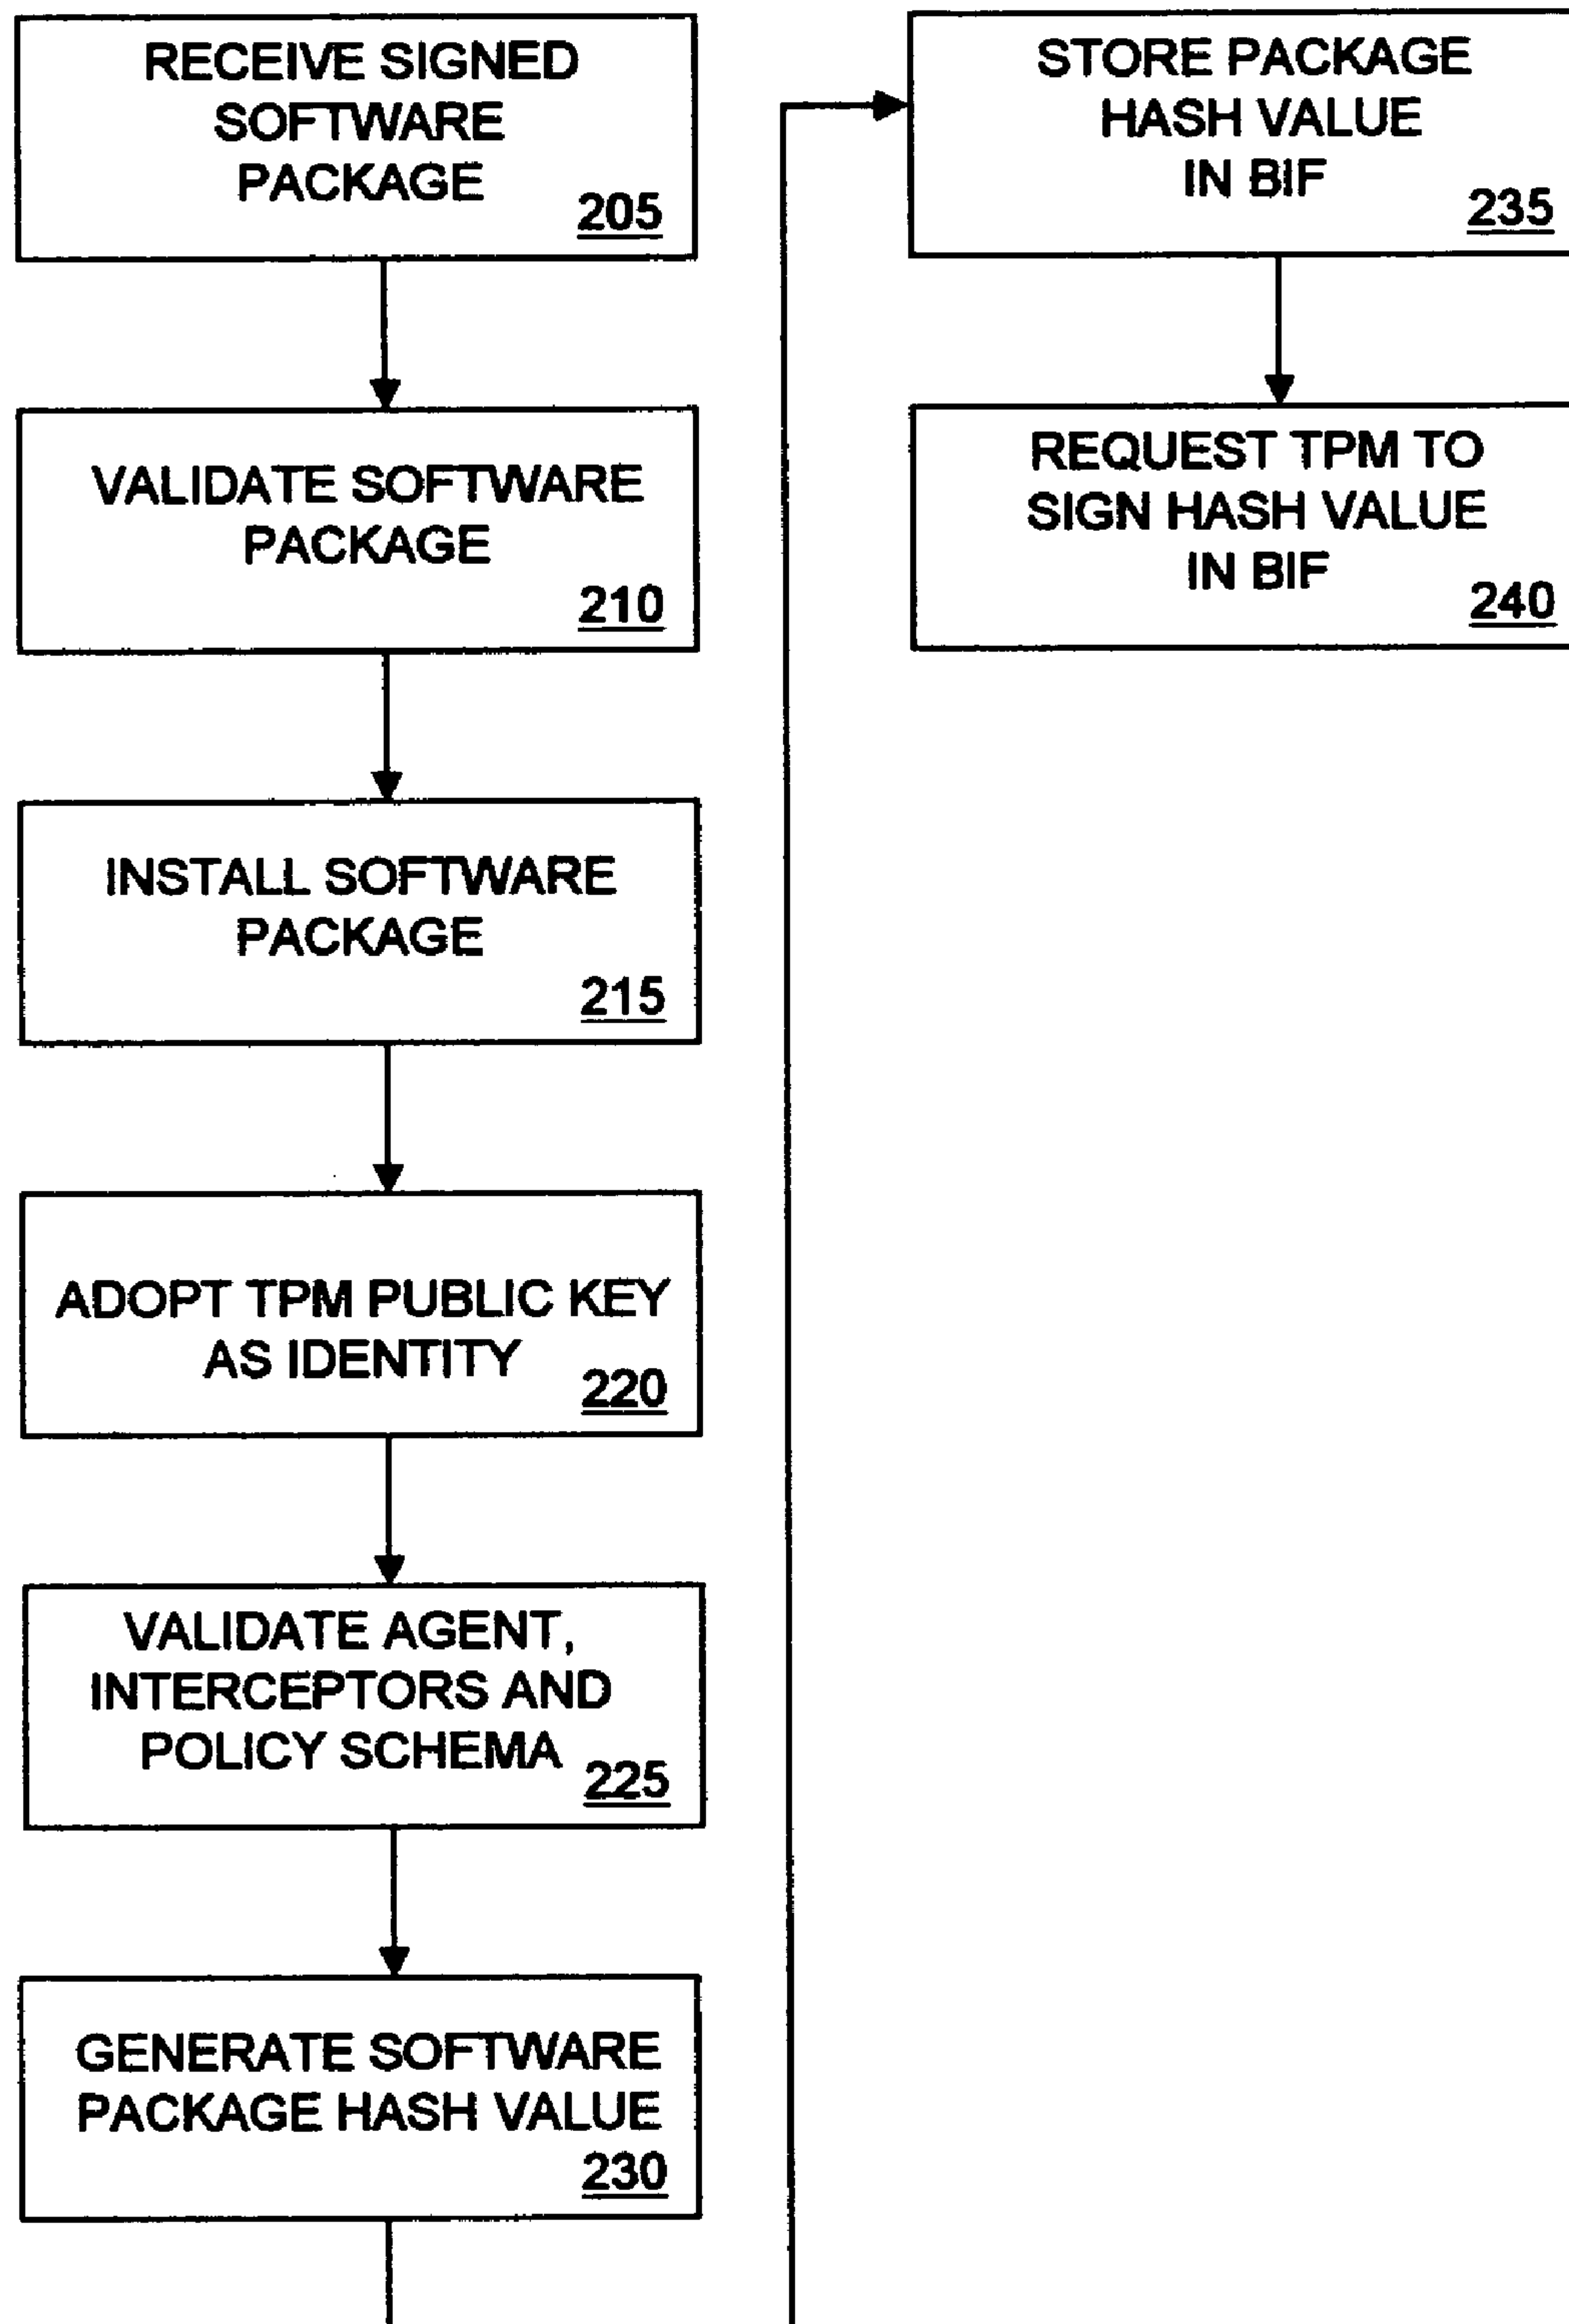 RECEIVE SIGNED
SOFTWARE
PACKAGE
205
VALIDATE SOFTWARE
PACKAGE
210
INSTALL SOFTWARE
PACKAGE
215
ADOPT TPM PUBLIC KEY
AS IDENTITY
220
VALIDATE AGENT,
INTERCEPTORS AND
POLICY SCHEMA
225
GENERATE SOFTWARE
PACKAGE HASH VALUE
230
STORE PACKAGE
HASH VALUE
IN BIF
235
REQUEST TPM TO
SIGN HASH VALUE
IN BIF
240